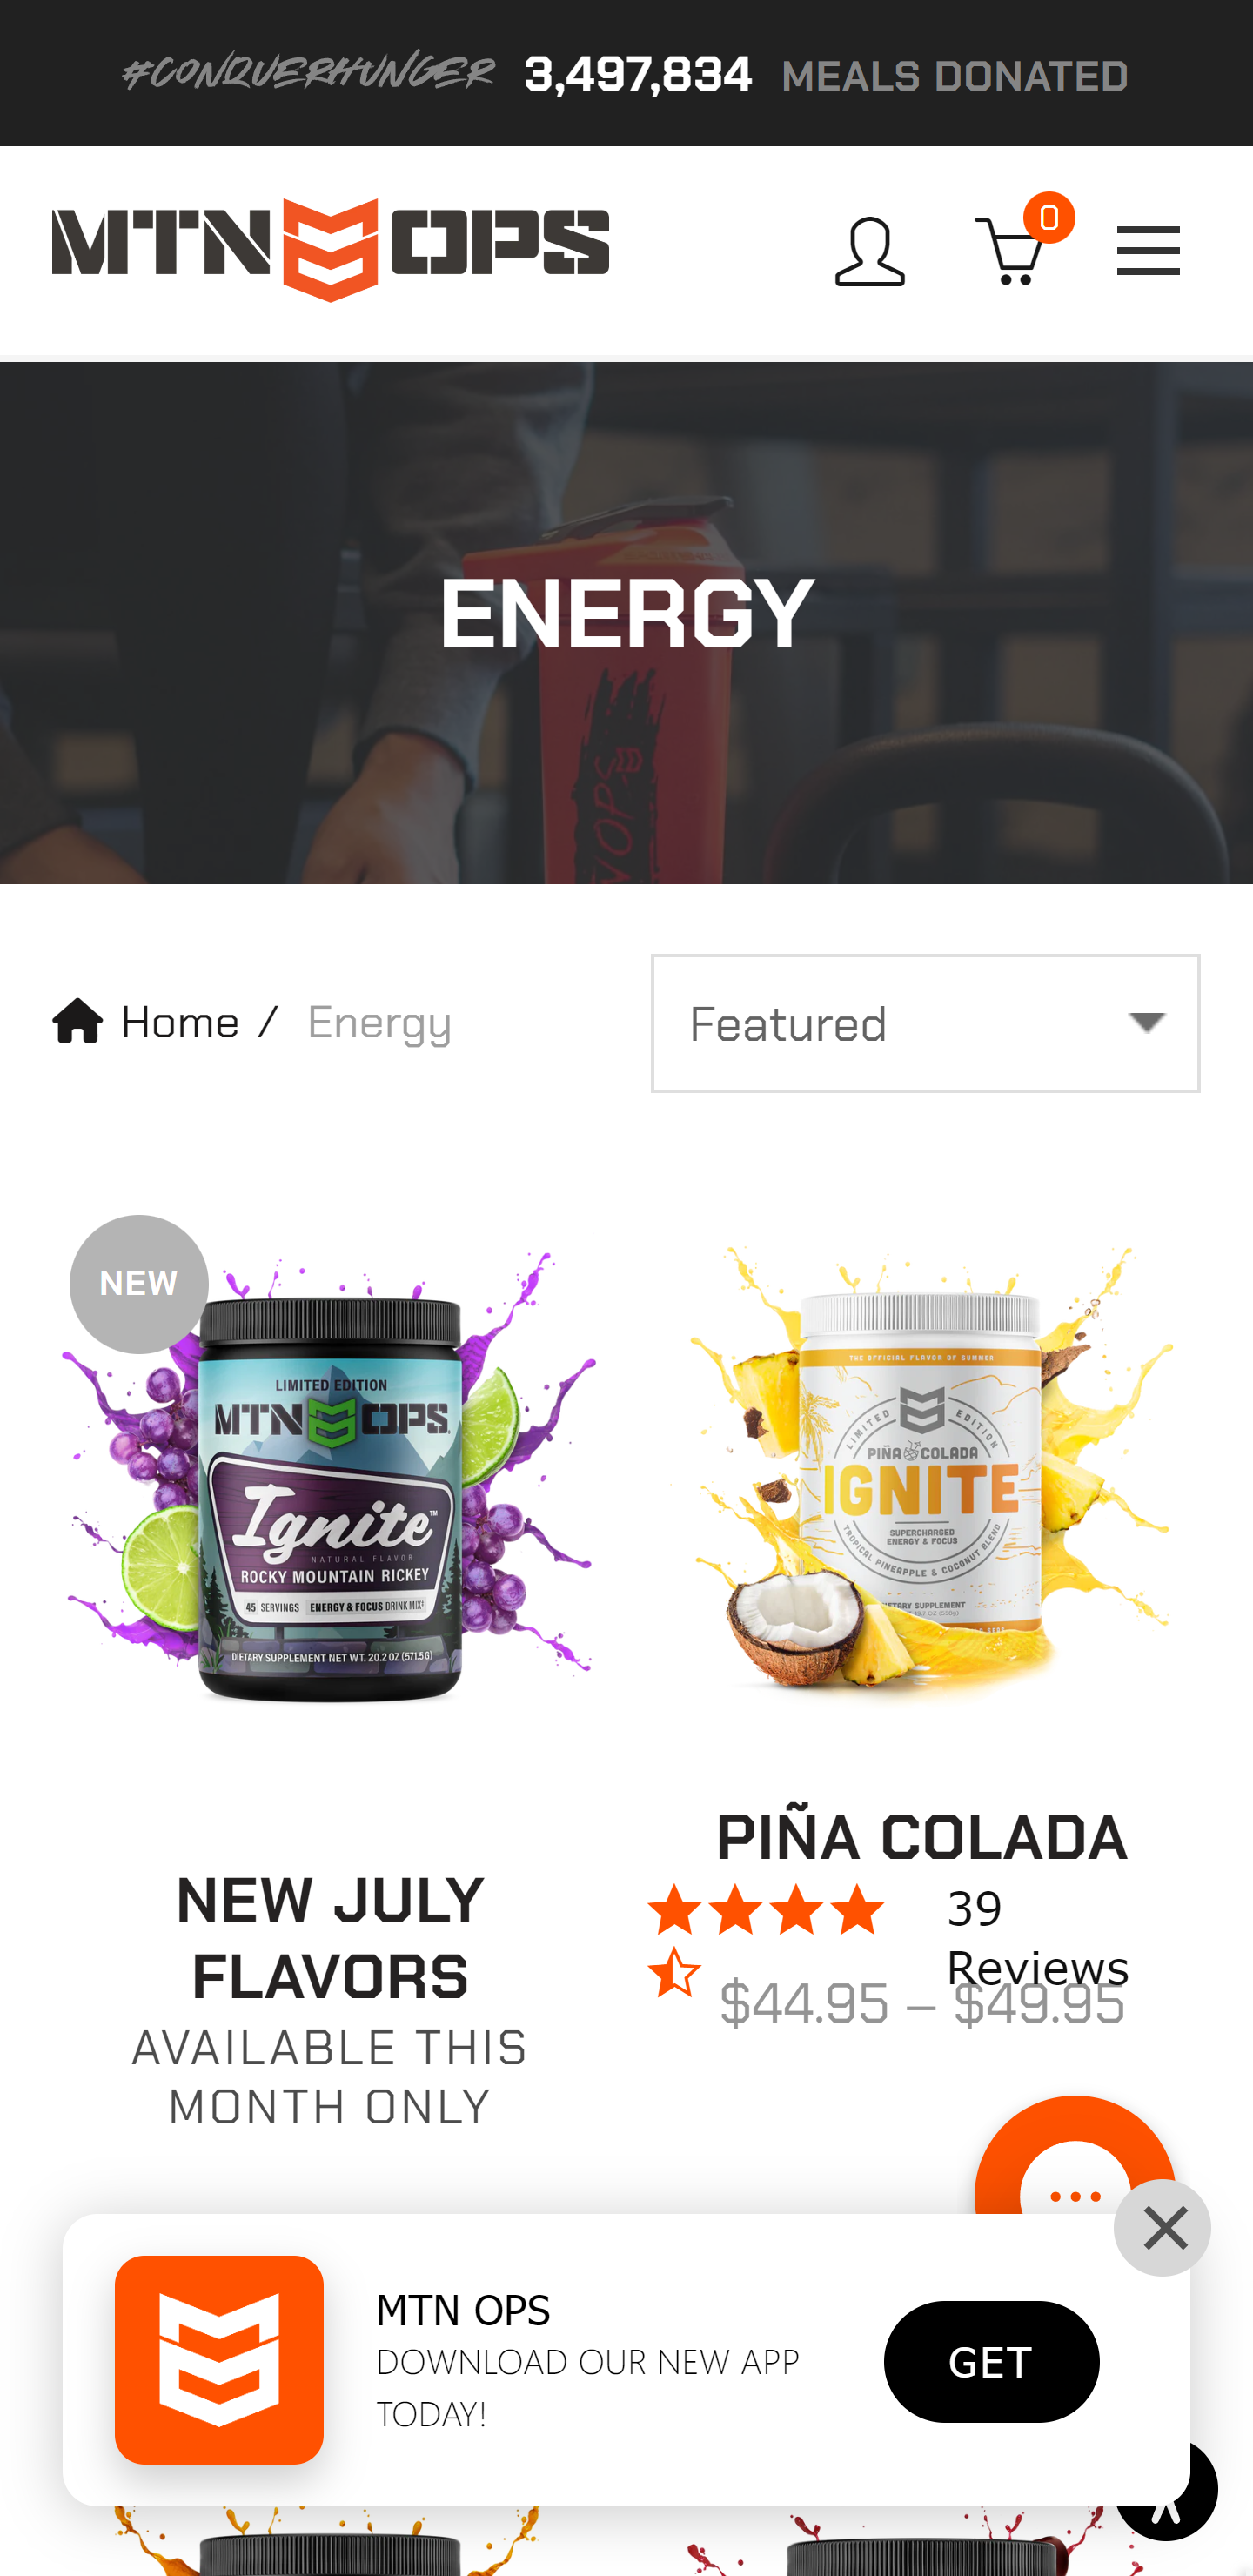 #CONQUERHUNGER 3,497,834 MEALS DONATED
MTN OPS
0
ENERGY
OPS
Home / Energy
Featured
NEW
LIMITED EDITION
MTN OPS
Ignite™
NATURAL FLAVOR
ROCKY MOUNTAIN RICKEY
45 SERVINGS ENERGY & FOCUS DRINK MIX
DIETARY SUPPLEMENT NET WT. 20.2 OZ (571.5G)
THE OFFICIAL FLAVOR OF SUMMER
LIMITED EDITION
PIÑA COLADA
IGNITE
SUPERCHARGED
ENERGY & FOCUS
TROPICAL PINEAPPLE & COCONUT BLEND
DIETARY SUPPLEMENT
NEW JULY
FLAVORS
AVAILABLE THIS
MONTH ONLY
PIÑA COLADA
39
Reviews
$44.95 – $49.95
MTN OPS
DOWNLOAD OUR NEW APP
TODAY!
GET